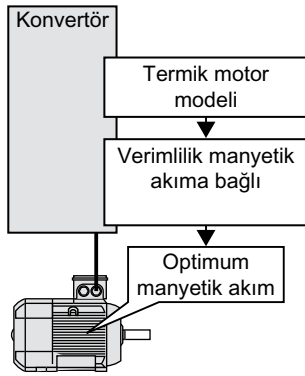 Konvertör
Termik motor
modeli
Verimlilik manyetik
akıma bağlı
Optimum
manyetik akım